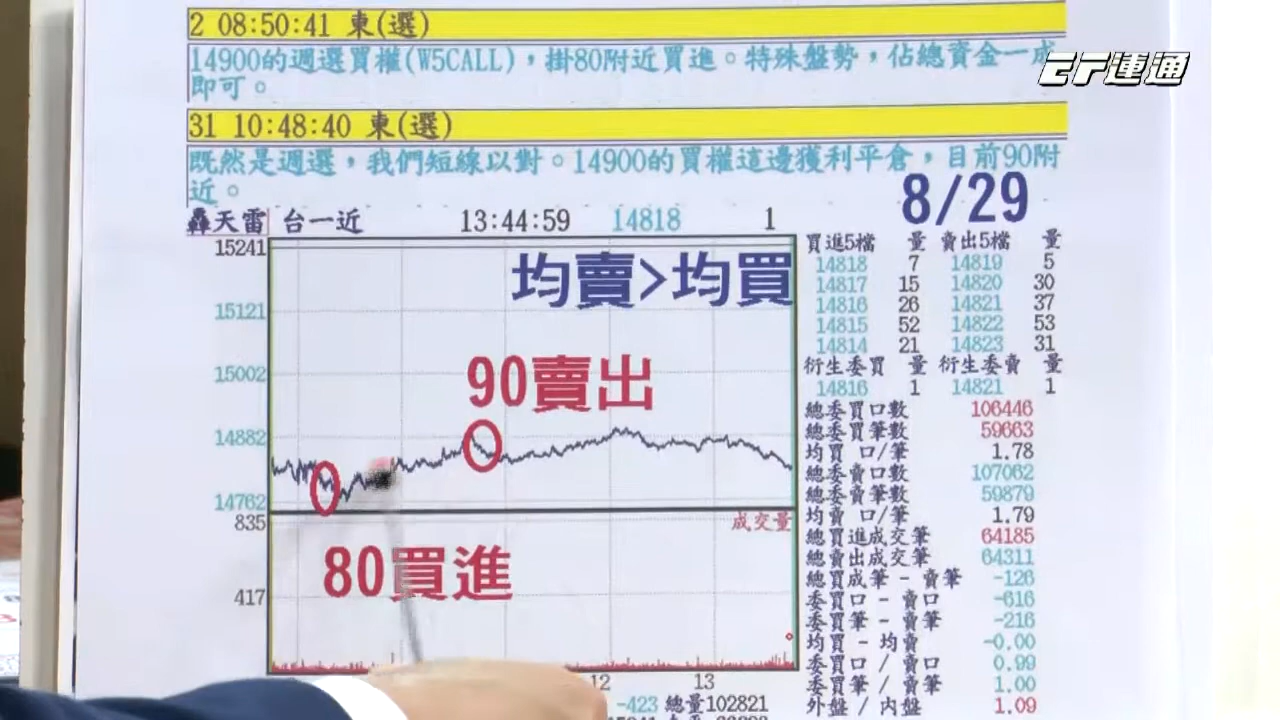 2 08:50:41 東(選)
14900的週選買權(W5CALL)，掛80附近買進。特殊盤勢，佔總資金一成
即可。
EF連通
31 10:48:40 東(選)
既然是週選，我們短線以對。14900的買權這邊獲利平倉，目前90附
近。
8/29
轟天雷 台一近 13:44:59 14818 1
15241
15121
15002
14882
14762
835
417
均賣>均買
90賣出
80買進
成交量
12 13
買進5檔 量 賣出5檔 量
14818 7 14819 5
14817 15 14820 30
14816 26 14821 37
14815 52 14822 53
14814 21 14823 31
衍生委買 量 衍生委賣 量
14816 1 14821 1
總委買口數 106446
總委買筆數 59663
均買 口/筆 1.78
總委賣口數 107062
總委賣筆數 59879
均賣 口/筆 1.79
總買進成交筆 64185
總賣出成交筆 64311
總買成筆 - 賣筆 -126
委買口 - 賣口 -616
委買筆 - 賣筆 -216
均買 - 均賣 -0.00
委買口 / 賣口 0.99
委買筆 / 賣筆 1.00
外盤 / 內盤 1.09
-423 總量102821